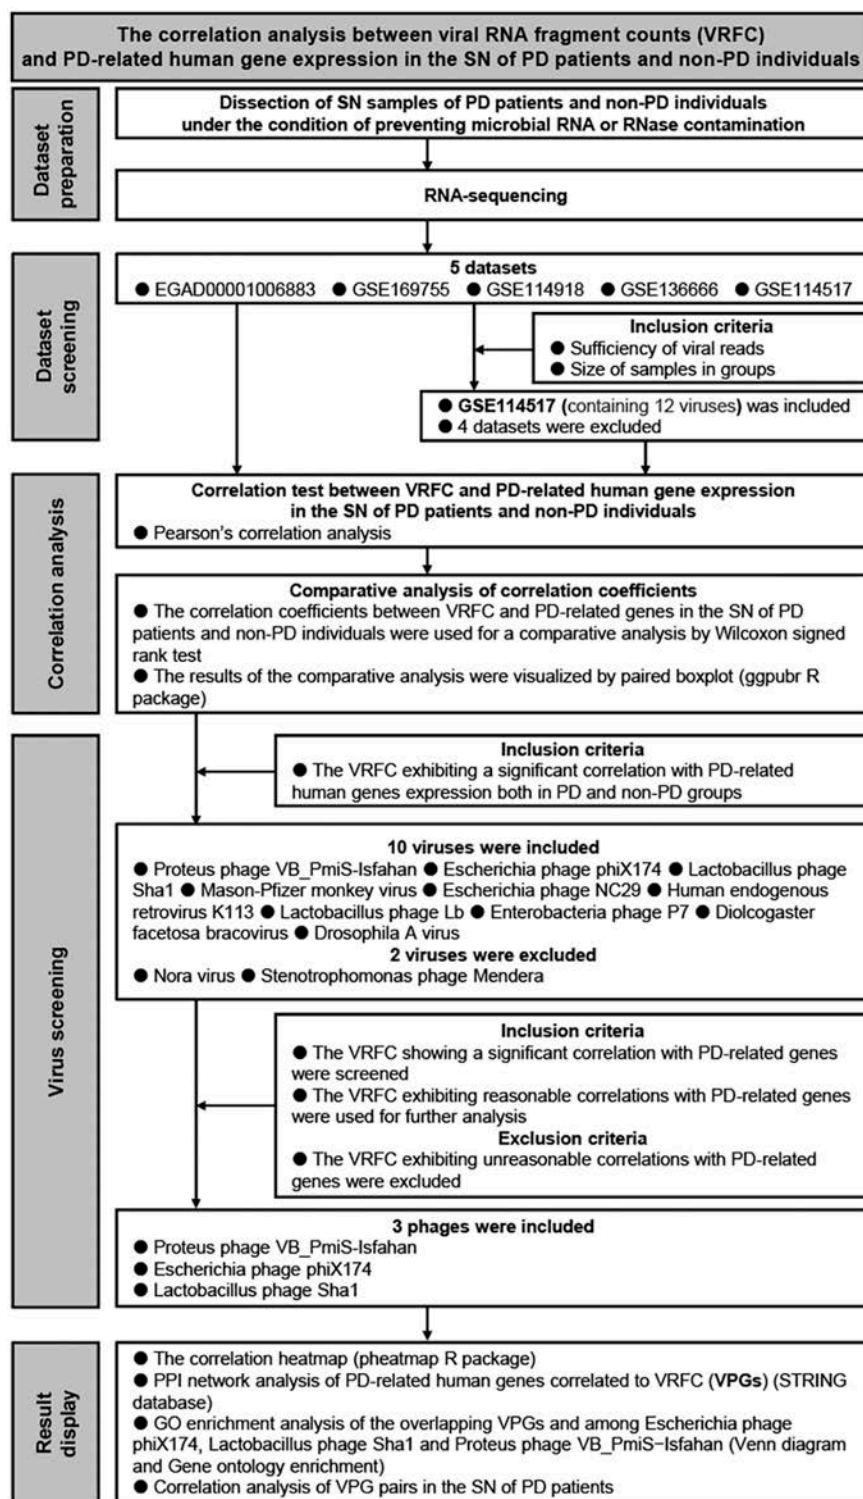 The correlation analysis between viral RNA fragment counts (VRFC)
and PD-related human gene expression in the SN of PD patients and non-PD individuals
Dataset
preparation
Dissection of SN samples of PD patients and non-PD individuals
under the condition of preventing microbial RNA or RNase contamination
RNA-sequencing
Dataset
screening
5 datasets
● EGAD00001006883 ● GSE169755 ● GSE114918 ● GSE136666 ● GSE114517
Inclusion criteria
● Sufficiency of viral reads
● Size of samples in groups
● GSE114517 (containing 12 viruses) was included
● 4 datasets were excluded
Correlation analysis
Correlation test between VRFC and PD-related human gene expression
in the SN of PD patients and non-PD individuals
● Pearson's correlation analysis
Comparative analysis of correlation coefficients
● The correlation coefficients between VRFC and PD-related genes in the SN of PD
patients and non-PD individuals were used for a comparative analysis by Wilcoxon signed
rank test
● The results of the comparative analysis were visualized by paired boxplot (ggpubr R
package)
Virus screening
Inclusion criteria
● The VRFC exhibiting a significant correlation with PD-related
human genes expression both in PD and non-PD groups
10 viruses were included
● Proteus phage VB_PmiS-Isfahan ● Escherichia phage phiX174 ● Lactobacillus phage
Sha1 ● Mason-Pfizer monkey virus ● Escherichia phage NC29 ● Human endogenous
retrovirus K113 ● Lactobacillus phage Lb ● Enterobacteria phage P7 ● Diolcogaster
facetosa bracovirus ● Drosophila A virus
2 viruses were excluded
● Nora virus ● Stenotrophomonas phage Mendera
Inclusion criteria
● The VRFC showing a significant correlation with PD-related genes
were screened
● The VRFC exhibiting reasonable correlations with PD-related genes
were used for further analysis
Exclusion criteria
● The VRFC exhibiting unreasonable correlations with PD-related
genes were excluded
3 phages were included
● Proteus phage VB_PmiS-Isfahan
● Escherichia phage phiX174
● Lactobacillus phage Sha1
Result
display
● The correlation heatmap (pheatmap R package)
● PPI network analysis of PD-related human genes correlated to VRFC (VPGs) (STRING
database)
● GO enrichment analysis of the overlapping VPGs and among Escherichia phage
phiX174, Lactobacillus phage Sha1 and Proteus phage VB_PmiS−Isfahan (Venn diagram
and Gene ontology enrichment)
● Correlation analysis of VPG pairs in the SN of PD patients